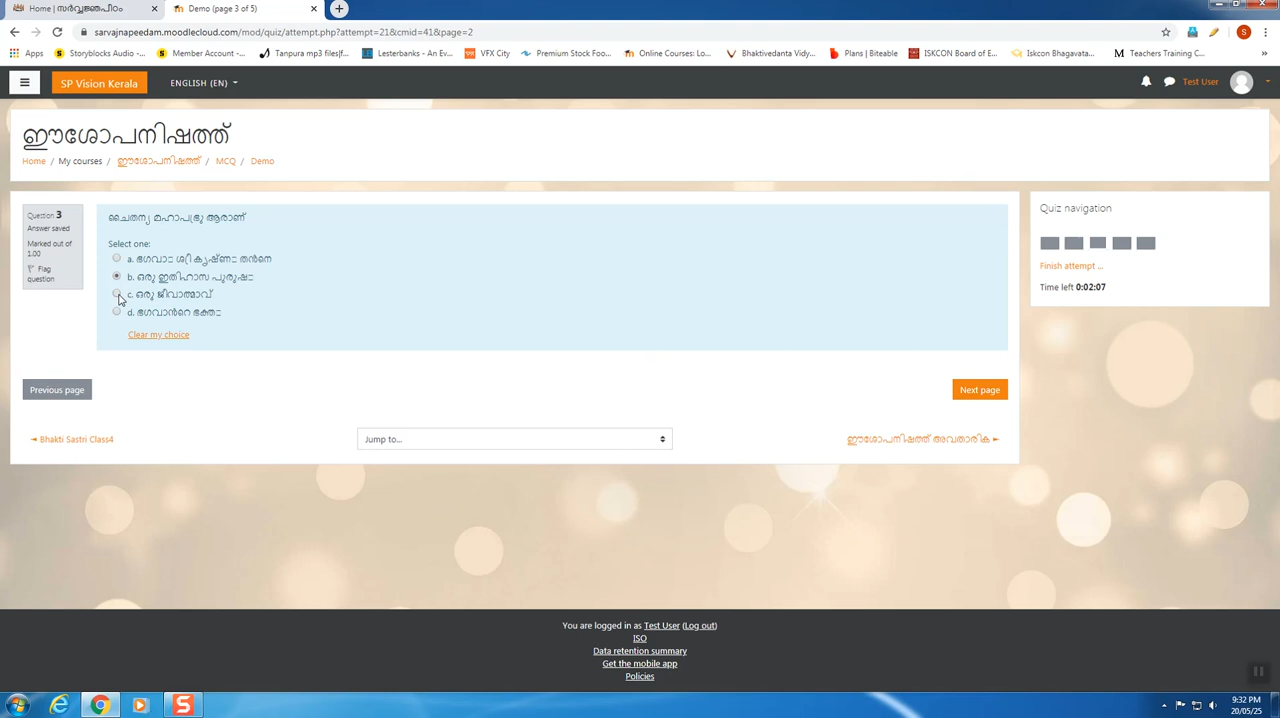 Home | സർവ്വജ്ഞപീഠം
Demo (page 3 of 5)
sarvajnapeedam.moodlecloud.com/mod/quiz/attempt.php?attempt=21&cmid=41&page=2
Apps
Storyblocks Audio -...
Member Account -...
Tanpura mp3 files|f...
Lesterbanks - An Ev...
VFX City
Premium Stock Foo...
Online Courses: Lo...
Bhaktivedanta Vidy...
Plans | Biteable
ISKCON Board of E...
Iskcon Bhagavata...
Teachers Training C...
»
SP Vision Kerala
ENGLISH (EN)
Test User
ഈശോപനിഷത്ത്
Home / My courses / ഈശോപനിഷത്ത് / MCQ / Demo
Question 3
Answer saved
Marked out of
1.00
Flag
question
ചൈതന്യ മഹാപ്രഭു ആരാണ്
Select one:
a. ഭഗവാൻ ശ്രീ കൃഷ്ണൻ തന്നെ
b. ഒരു ഇതിഹാസ പുരുഷൻ
c. ഒരു ജീവാത്മാവ്
d. ഭഗവാൻറെ ഭക്തൻ
Clear my choice
Previous page
Next page
◄ Bhakti Sastri Class4
Jump to...
ഈശോപനിഷത്ത് അവതാരിക ►
Quiz navigation
Finish attempt ...
Time left 0:02:07
You are logged in as Test User (Log out)
ISO
Data retention summary
Get the mobile app
Policies
9:32 PM
20/05/25